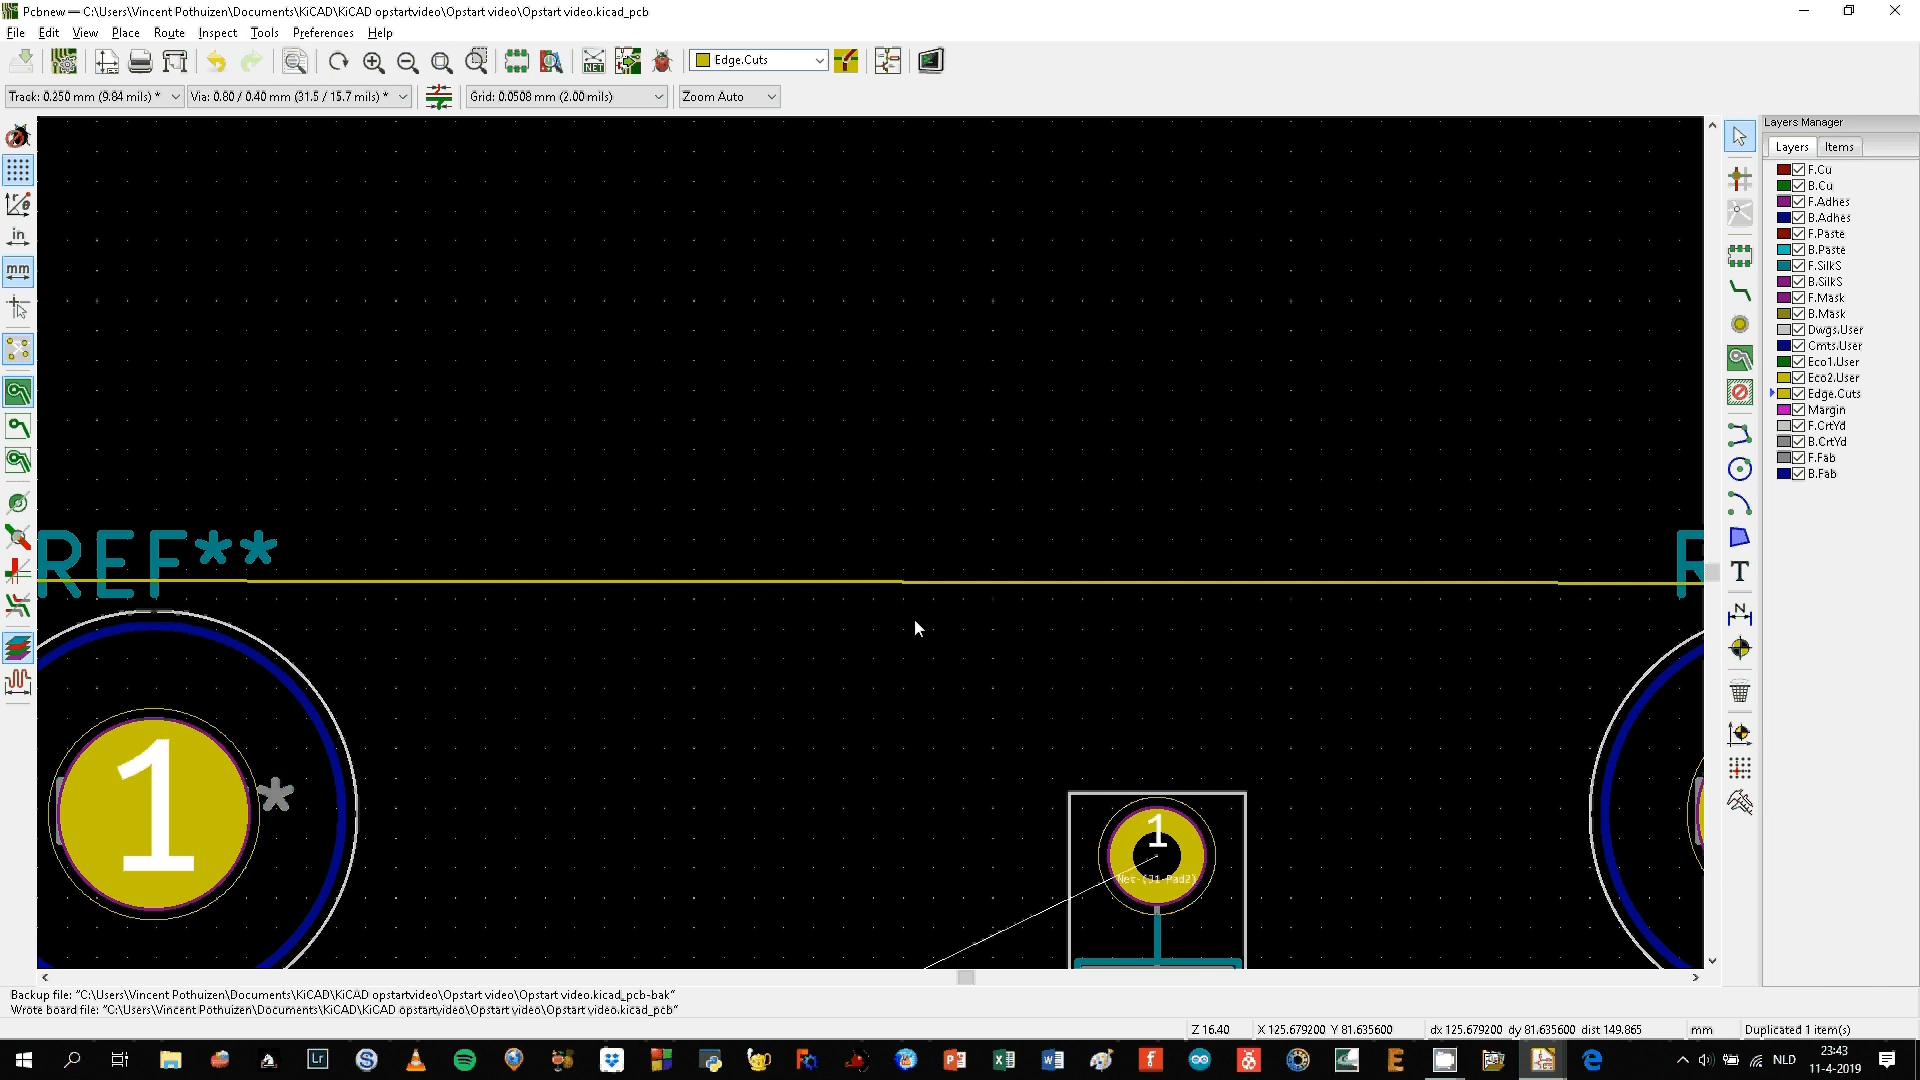 Pcbnew — C:\Users\Vincent Pothuizen\Documents\KiCAD\KiCAD opstartvideo\Opstart video\Opstart video.kicad_pcb
File Edit View Place Route Inspect Tools Preferences Help
NET
Edge.Cuts
Track: 0.250 mm (9.84 mils) *
Via: 0.80 / 0.40 mm (31.5 / 15.7 mils) *
Grid: 0.0508 mm (2.00 mils)
Zoom Auto
in
mm
REF**
R
1
*
1
Net-(J1-Pad2)
T
N
Layers Manager
Layers Items
F.Cu
B.Cu
F.Adhes
B.Adhes
F.Paste
B.Paste
F.SilkS
B.SilkS
F.Mask
B.Mask
Dwgs.User
Cmts.User
Eco1.User
Eco2.User
Edge.Cuts
Margin
F.CrtYd
B.CrtYd
F.Fab
B.Fab
Backup file: "C:\Users\Vincent Pothuizen\Documents\KiCAD\KiCAD opstartvideo\Opstart video\Opstart video.kicad_pcb-bak"
Wrote board file: "C:\Users\Vincent Pothuizen\Documents\KiCAD\KiCAD opstartvideo\Opstart video\Opstart video.kicad_pcb"
Z 16.40 X 125.679200 Y 81.635600 dx 125.679200 dy 81.635600 dist 149.865 mm Duplicated 1 item(s)
Lr
NLD
23:43
11-4-2019